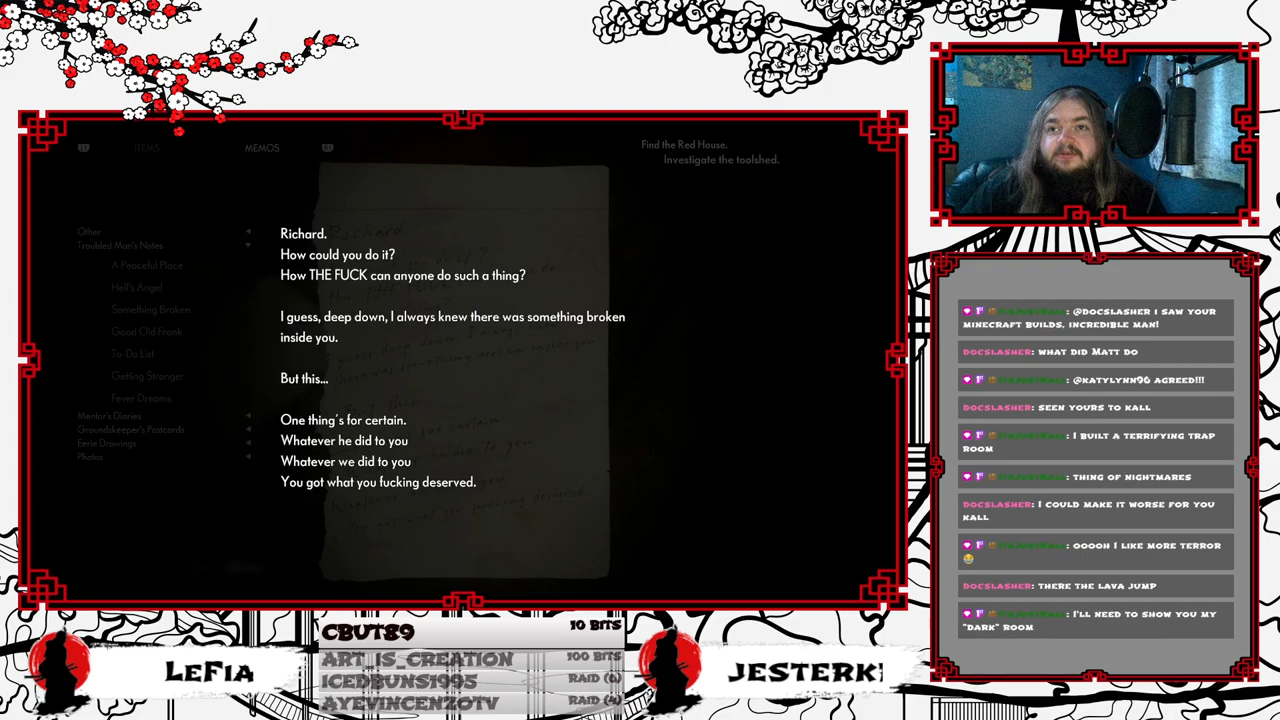 ITEMS
MEMOS
Find the Red House.
Investigate the toolshed.
Other
Troubled Man's Notes
A Peaceful Place
Hell's Angel
Something Broken
Good Old Frank
To-Do List
Getting Stronger
Fever Dreams
Mentor's Diaries
Groundskeeper's Postcards
Eerie Drawings
Photos
Richard.
How could you do it?
How THE FUCK can anyone do such a thing?
I guess, deep down, I always knew there was something broken
inside you.
But this...
One thing's for certain.
Whatever he did to you
Whatever we did to you
You got what you fucking deserved.
: @DOCSLASHER I SAW YOUR
MINECRAFT BUILDS, INCREDIBLE MAN!
DOCSLASHER: WHAT DID MATT DO
: @KATYLYNN96 AGREED!!!
DOCSLASHER: SEEN YOURS TO KALL
: I BUILT A TERRIFYING TRAP
ROOM
: THING OF NIGHTMARES
DOCSLASHER: I COULD MAKE IT WORSE FOR YOU
KALL
: OOOOH I LIKE MORE TERROR
DOCSLASHER: THERE THE LAVA JUMP
: I'LL NEED TO SHOW YOU MY
"DARK" ROOM
LEFIA
CBUT89 10 BITS
ART_IS_CREATION 100 BITS
ICEDBUNS1995 RAID (6)
AYEVINCENZOTV RAID (4)
JESTERK